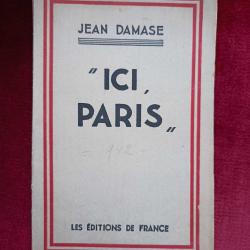 JEAN DAMASE
"ICI,
PARIS"
LES ÉDITIONS DE FRANCE